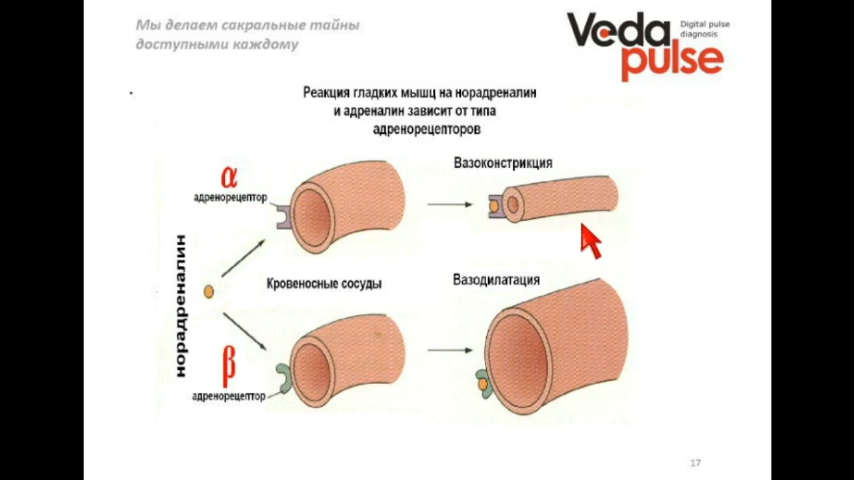 Мы делаем сакральные тайны
доступными каждому
Veda pulse
Digital pulse
diagnosis
Реакция гладких мышц на норадреналин
и адреналин зависит от типа
адренорецепторов
α
адренорецептор
Вазоконстрикция
норадреналин
Кровеносные сосуды
Вазодилатация
β
адренорецептор
17